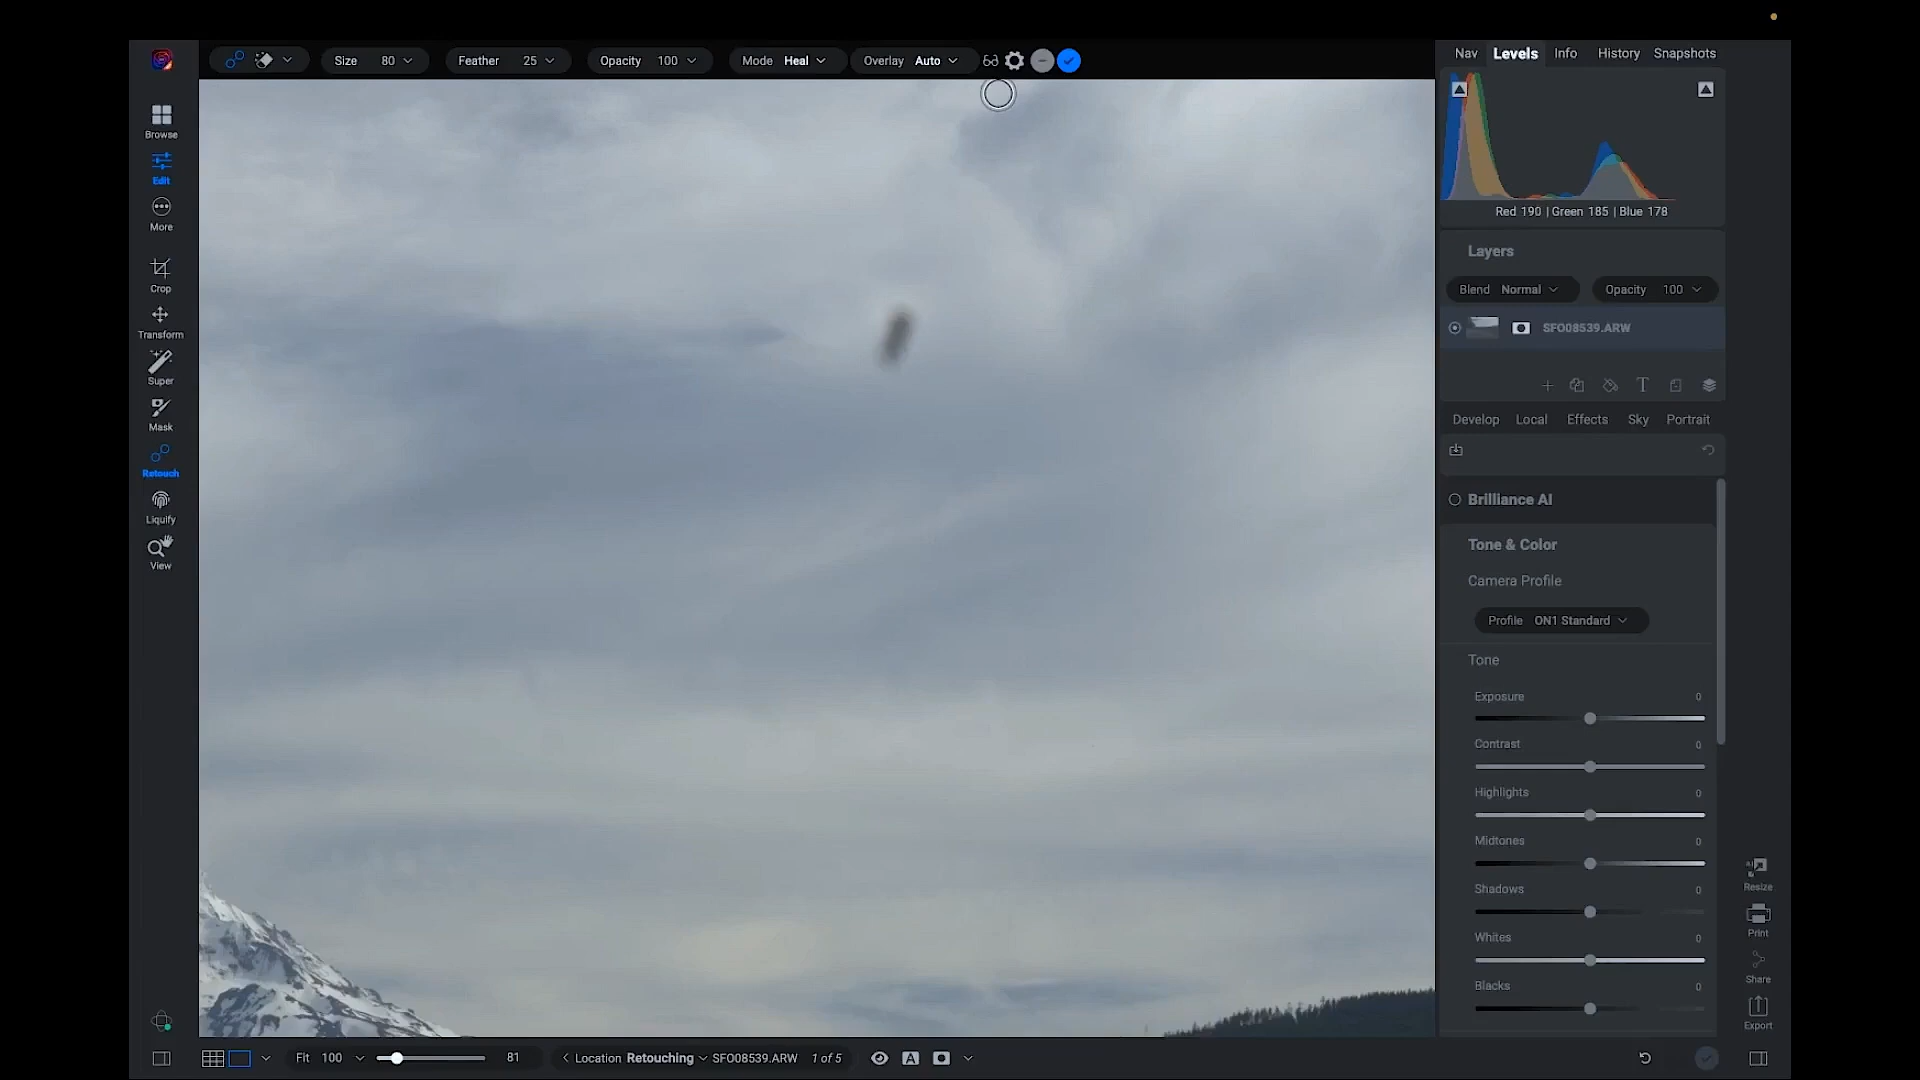 Size 80 Feather 25 Opacity 100 Mode Heal Overlay Auto
Nav Levels Info History Snapshots
Browse
Edit
More
Crop
Transform
Super
Mask
Retouch
Liquify
View
Red 190 | Green 185 | Blue 178
Layers
Blend Normal Opacity 100
SFO08539.ARW
Develop Local Effects Sky Portrait
Brilliance AI
Tone & Color
Camera Profile
Profile ON1 Standard
Tone
Exposure 0
Contrast 0
Highlights 0
Midtones 0
Shadows 0
Whites 0
Blacks 0
Resize
Print
Share
Export
Fit 100 81 Location Retouching SFO08539.ARW 1 of 5 A